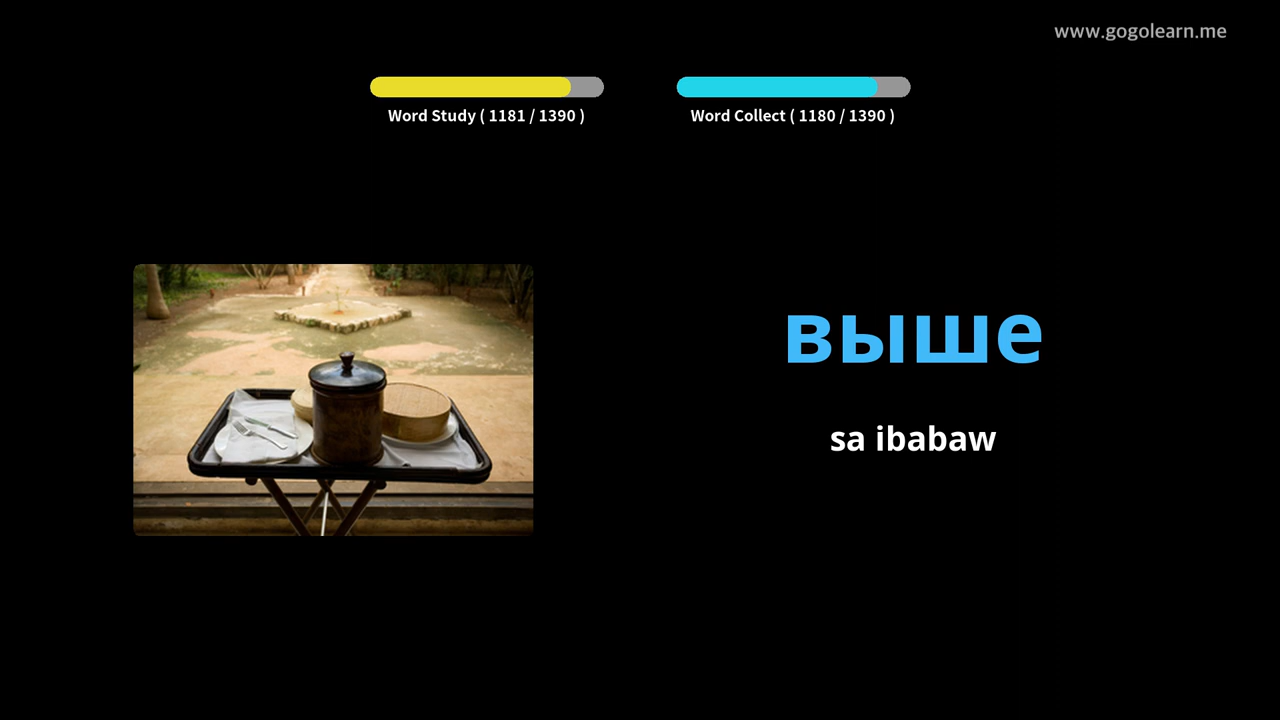 www.gogolearn.me
Word Study ( 1181 / 1390 )
Word Collect ( 1180 / 1390 )
выше
sa ibabaw